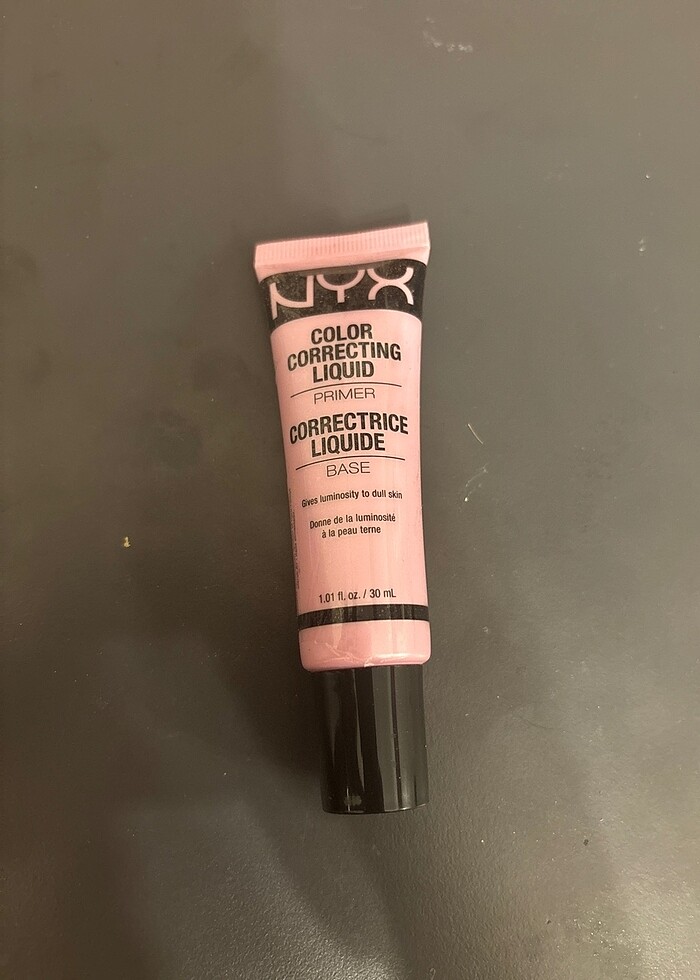 NYX
COLOR
CORRECTING
LIQUID
PRIMER
CORRECTRICE
LIQUIDE
BASE
Gives luminosity to dull skin
Donne de la luminosité
à la peau terne
1.01 fl. oz. / 30 mL